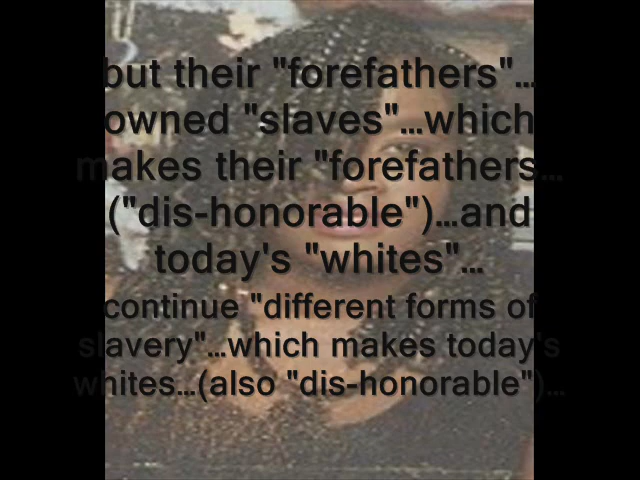 but their "forefathers"...
owned "slaves"...which
makes their "forefathers...
("dis-honorable")...and
today's "whites"...
continue "different forms of
slavery"...which makes today's
whites...(also "dis-honorable")...